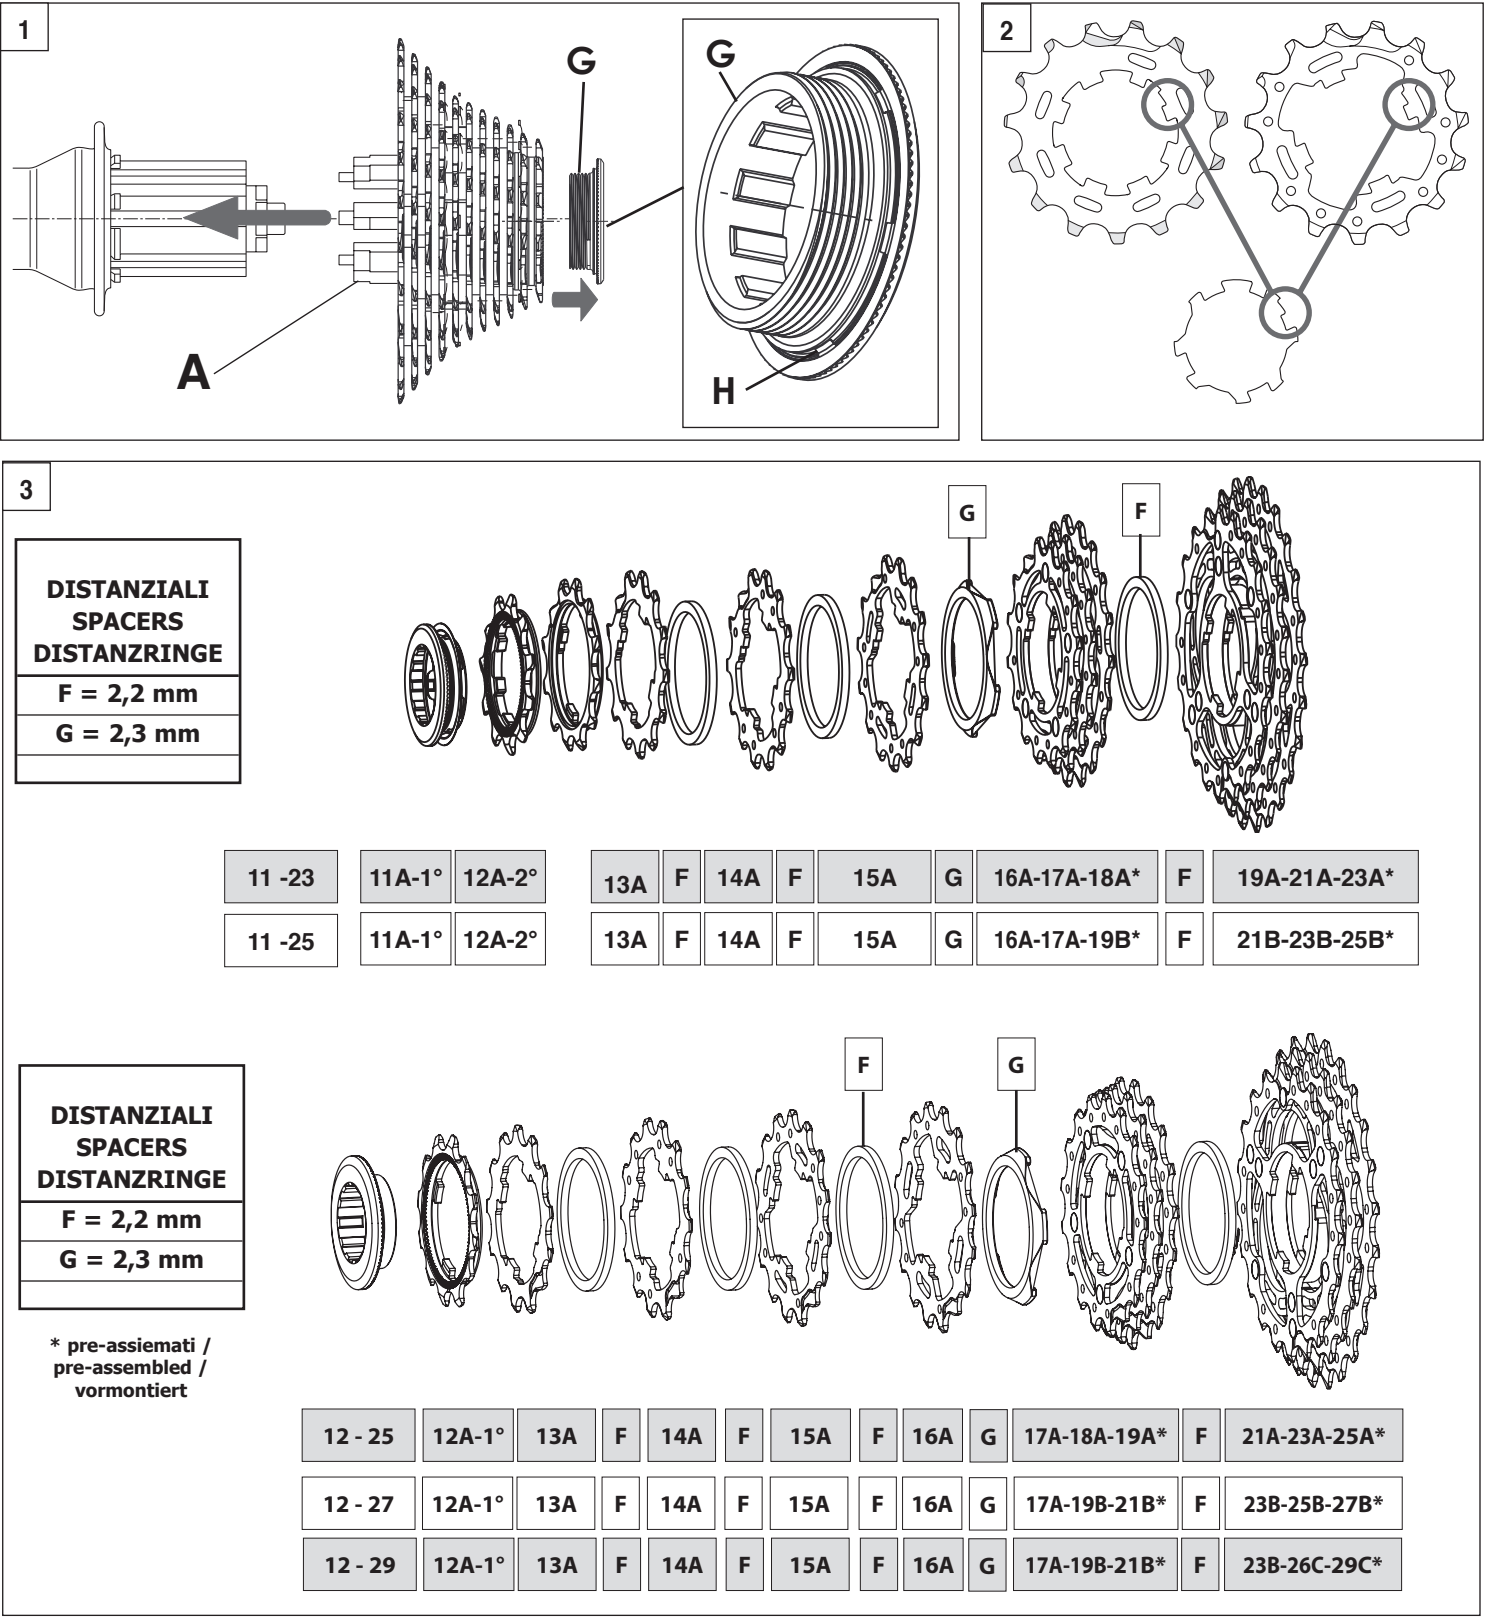 1
G
G
A
H
2
3
G
F
DISTANZIALI
SPACERS
DISTANZRINGE
F = 2,2 mm
G = 2,3 mm
11 -23 11A-1° 12A-2° 13A F 14A F 15A G 16A-17A-18A* F 19A-21A-23A*
11 -25 11A-1° 12A-2° 13A F 14A F 15A G 16A-17A-19B* F 21B-23B-25B*
F
G
DISTANZIALI
SPACERS
DISTANZRINGE
F = 2,2 mm
G = 2,3 mm
* pre-assiemati /
pre-assembled /
vormontiert
12 - 25 12A-1° 13A F 14A F 15A F 16A G 17A-18A-19A* F 21A-23A-25A*
12 - 27 12A-1° 13A F 14A F 15A F 16A G 17A-19B-21B* F 23B-25B-27B*
12 - 29 12A-1° 13A F 14A F 15A F 16A G 17A-19B-21B* F 23B-26C-29C*